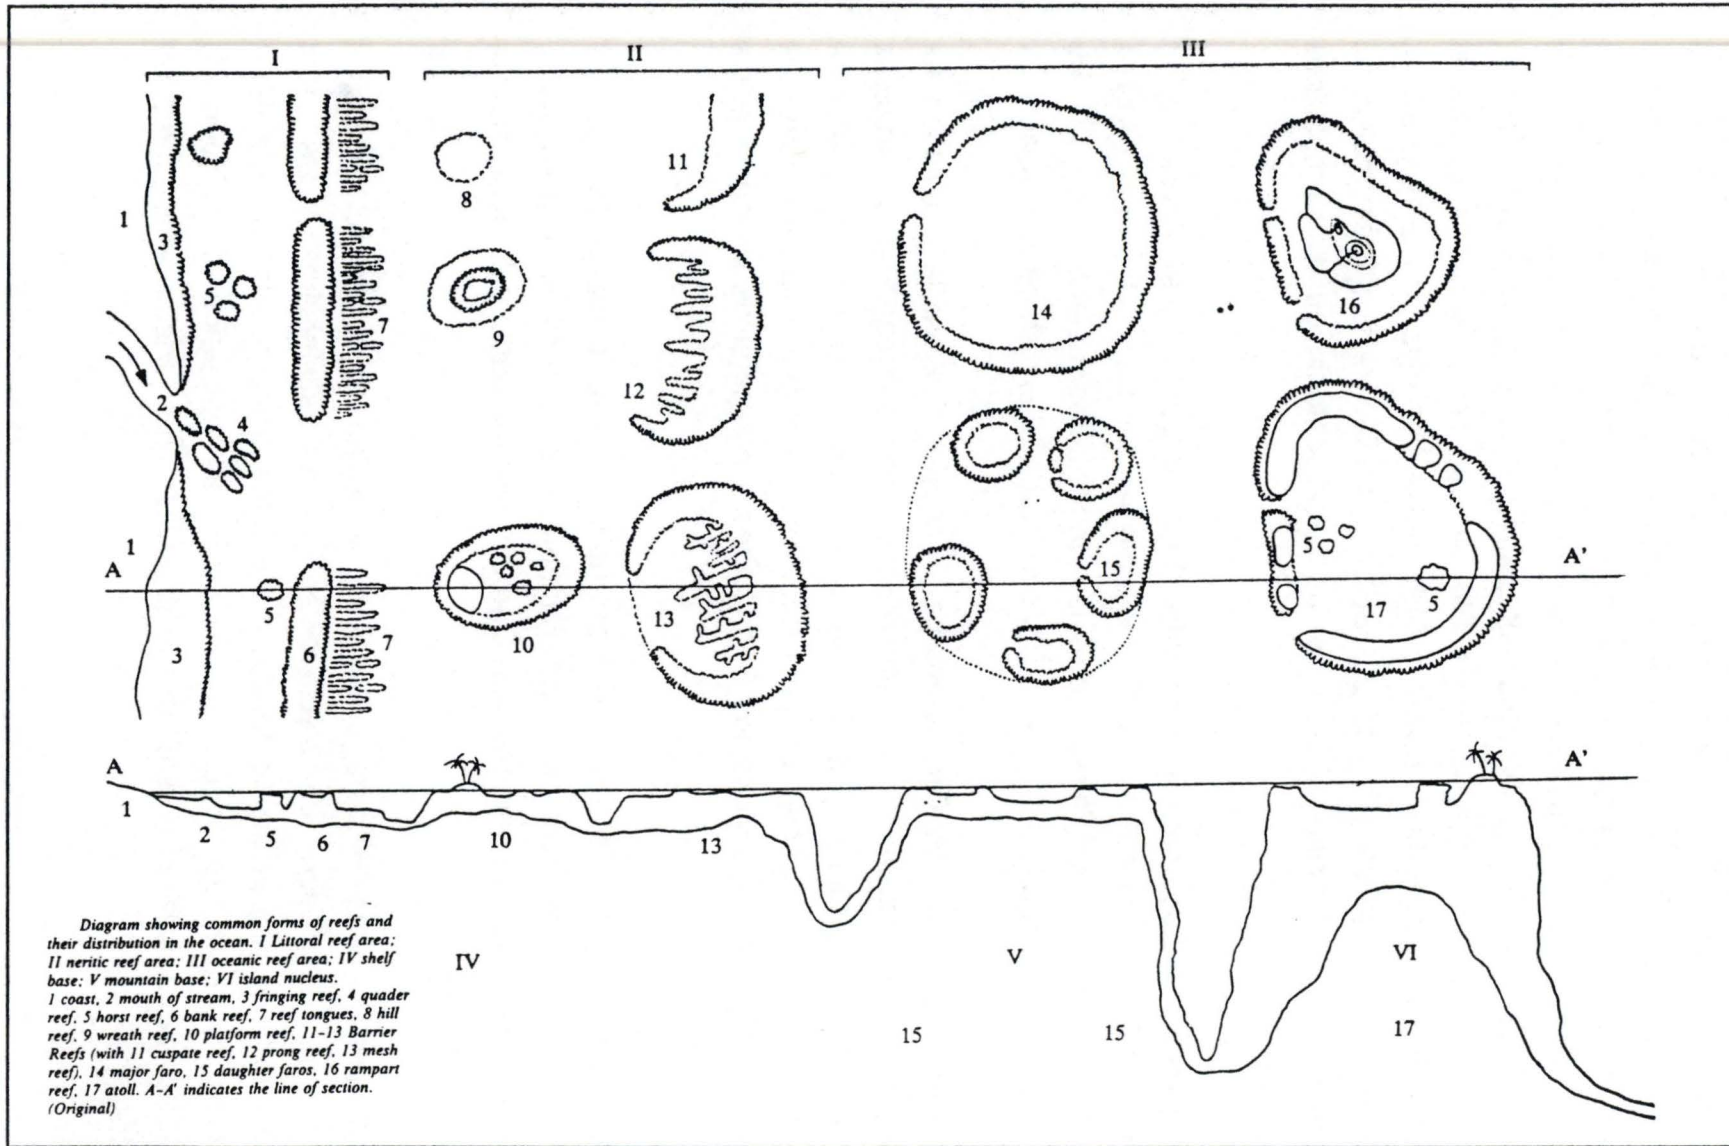 I II III
11
8
1
3
5
7
9
14
16
12
2
4
1
A A'
5
15
5
13
10
3
6
7
17
5
A A'
1
2 5 6 7 10 13
Diagram showing common forms of reefs and
their distribution in the ocean. I Littoral reef area;
II neritic reef area; III oceanic reef area; IV shelf
base; V mountain base; VI island nucleus.
1 coast, 2 mouth of stream, 3 fringing reef, 4 quader
reef, 5 horst reef, 6 bank reef, 7 reef tongues, 8 hill
reef, 9 wreath reef, 10 platform reef, 11-13 Barrier
Reefs (with 11 cuspate reef, 12 prong reef, 13 mesh
reef), 14 major faro, 15 daughter faros, 16 rampart
reef, 17 atoll. A-A' indicates the line of section.
(Original)
IV V VI
15 15 17